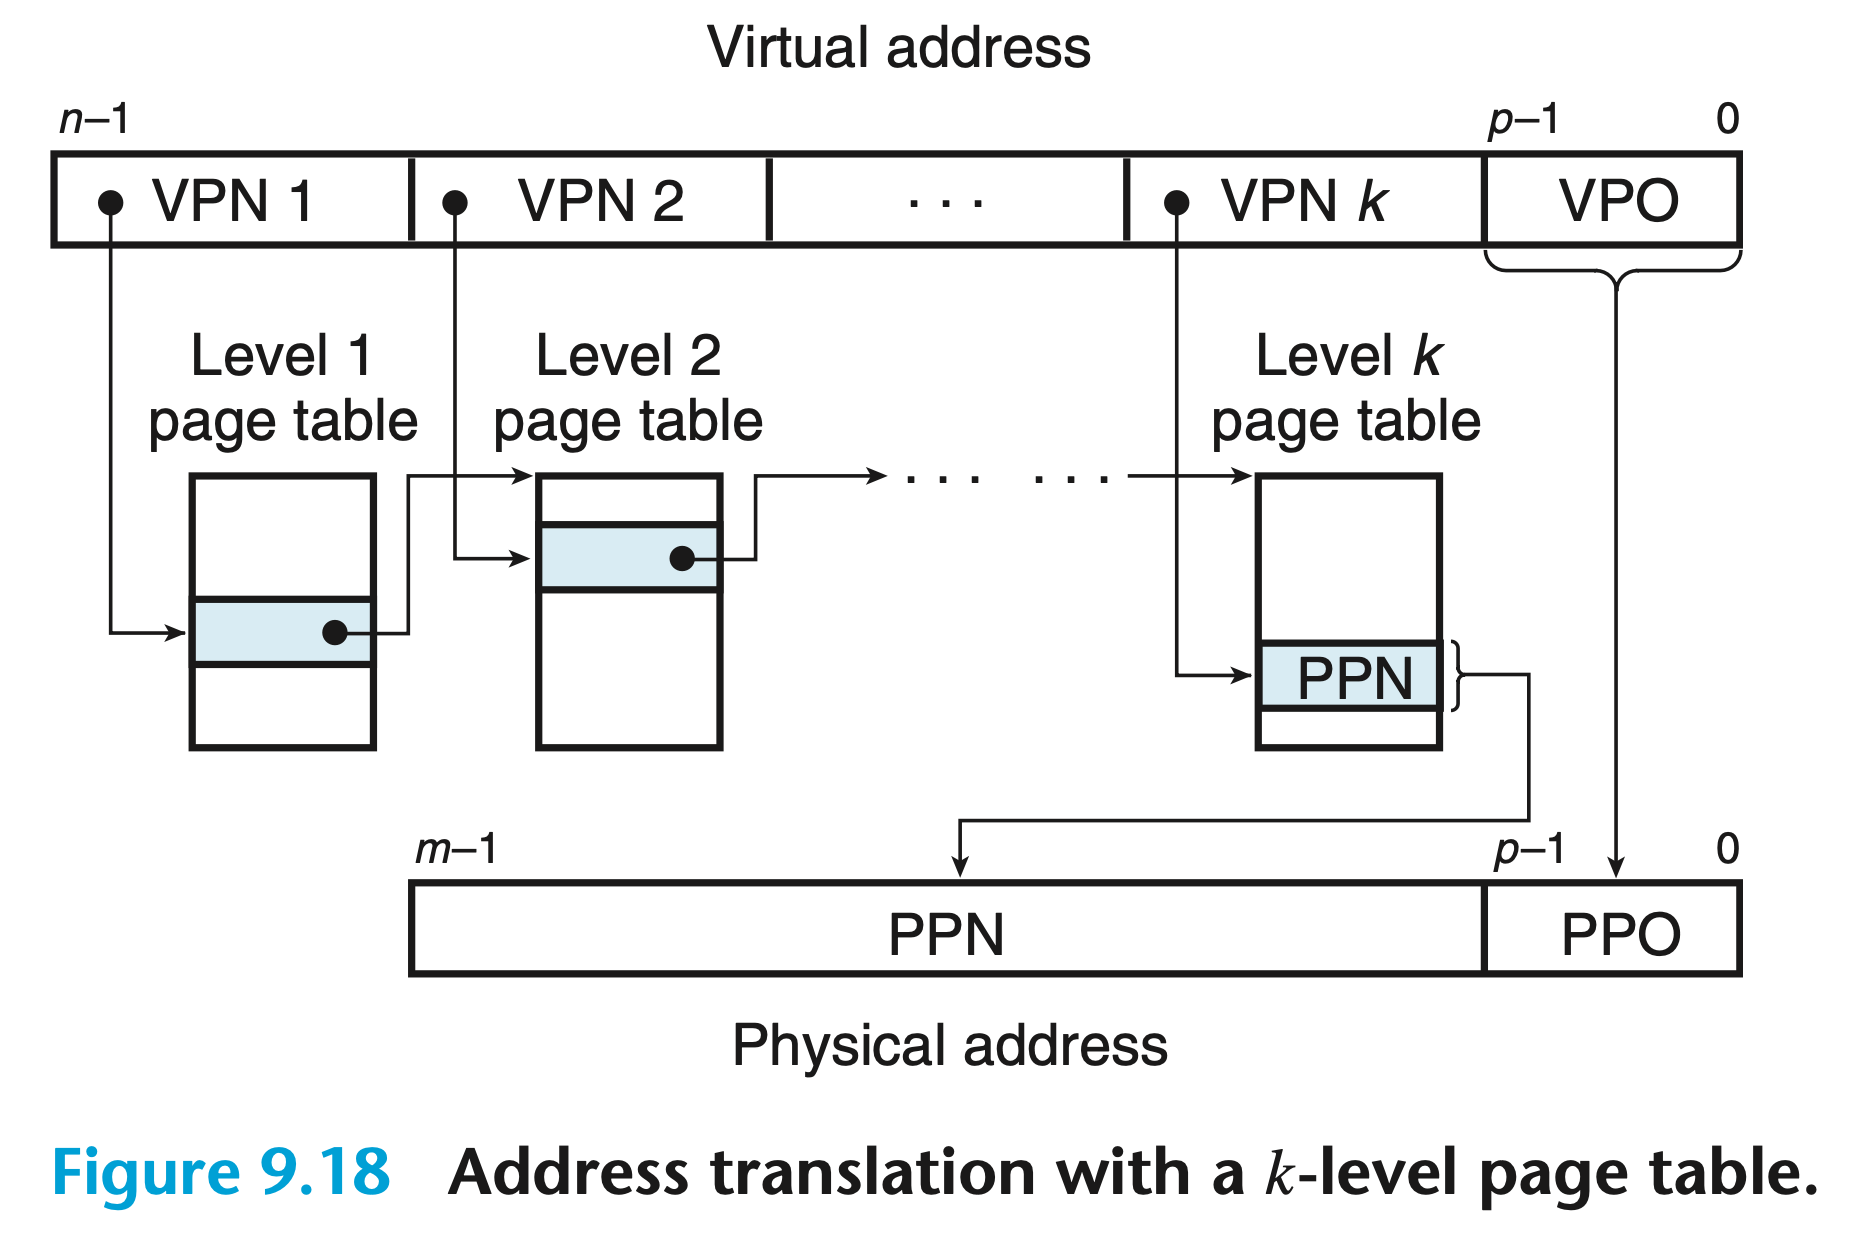 Virtual address
n–1 p–1 0
VPN 1 VPN 2 · · · VPN k VPO
Level 1 Level 2 Level k
page table page table page table
· · · · · ·
PPN
m–1 p–1 0
PPN PPO
Physical address
Figure 9.18 Address translation with a k-level page table.